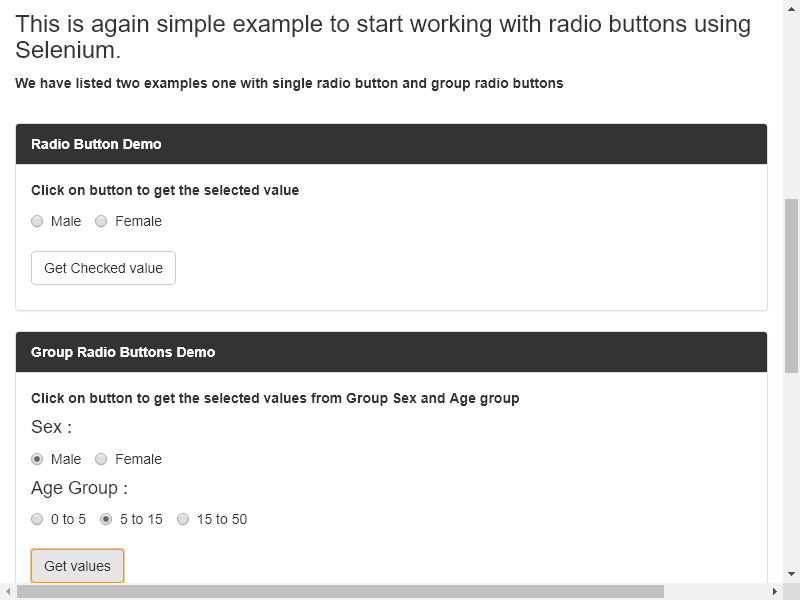 This is again simple example to start working with radio buttons using
Selenium.
We have listed two examples one with single radio button and group radio buttons
Radio Button Demo
Click on button to get the selected value
Male Female
Get Checked value
Group Radio Buttons Demo
Click on button to get the selected values from Group Sex and Age group
Sex :
Male Female
Age Group :
0 to 5 5 to 15 15 to 50
Get values